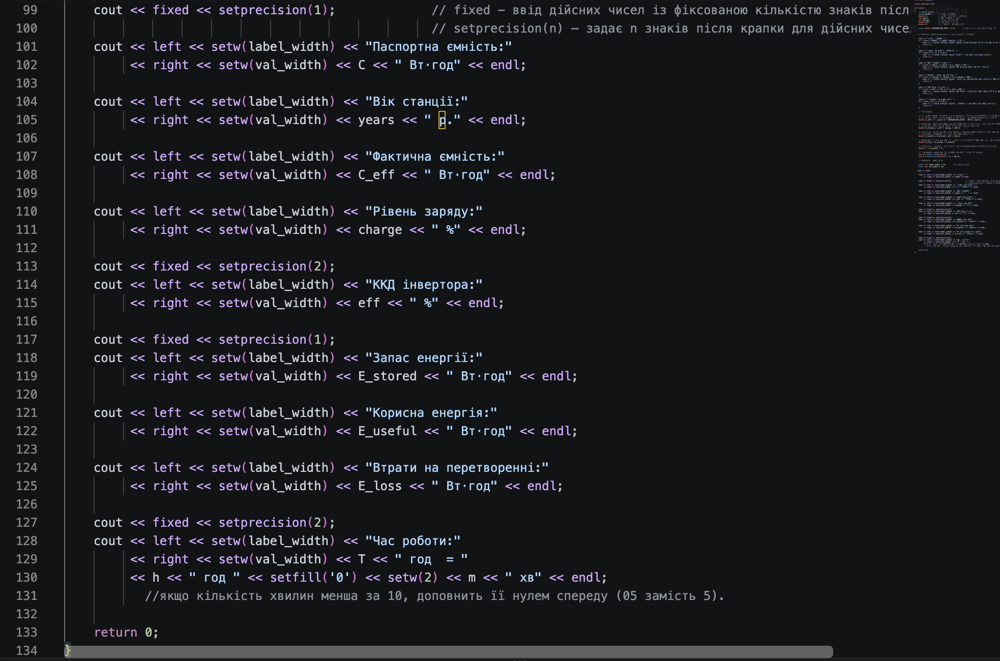 99 cout << fixed << setprecision(1); // fixed – ввід дійсних чисел із фіксованою кількістю знаків після крапки
100 // setprecision(n) – задає n знаків після крапки для дійсних чисел
101 cout << left << setw(label_width) << "Паспортна ємність:"
102 << right << setw(val_width) << C << " Вт·год" << endl;
103
104 cout << left << setw(label_width) << "Вік станції:"
105 << right << setw(val_width) << years << " р." << endl;
106
107 cout << left << setw(label_width) << "Фактична ємність:"
108 << right << setw(val_width) << C_eff << " Вт·год" << endl;
109
110 cout << left << setw(label_width) << "Рівень заряду:"
111 << right << setw(val_width) << charge << " %" << endl;
112
113 cout << fixed << setprecision(2);
114 cout << left << setw(label_width) << "ККД інвертора:"
115 << right << setw(val_width) << eff << " %" << endl;
116
117 cout << fixed << setprecision(1);
118 cout << left << setw(label_width) << "Запас енергії:"
119 << right << setw(val_width) << E_stored << " Вт·год" << endl;
120
121 cout << left << setw(label_width) << "Корисна енергія:"
122 << right << setw(val_width) << E_useful << " Вт·год" << endl;
123
124 cout << left << setw(label_width) << "Втрати на перетворенні:"
125 << right << setw(val_width) << E_loss << " Вт·год" << endl;
126
127 cout << fixed << setprecision(2);
128 cout << left << setw(label_width) << "Час роботи:"
129 << right << setw(val_width) << T << " год  = "
130 << h << " год " << setfill('0') << setw(2) << m << " хв" << endl;
131 //якщо кількість хвилин менша за 10, доповнить її нулем спереду (05 замість 5).
132
133 return 0;
134 }